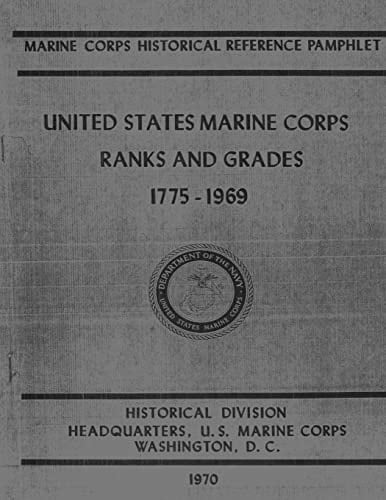 MARINE CORPS HISTORICAL REFERENCE PAMPHLET
UNITED STATES MARINE CORPS
RANKS AND GRADES
1775 - 1969
DEPARTMENT OF THE NAVY
UNITED STATES MARINE CORPS
HISTORICAL DIVISION
HEADQUARTERS, U. S. MARINE CORPS
WASHINGTON, D. C.
1970